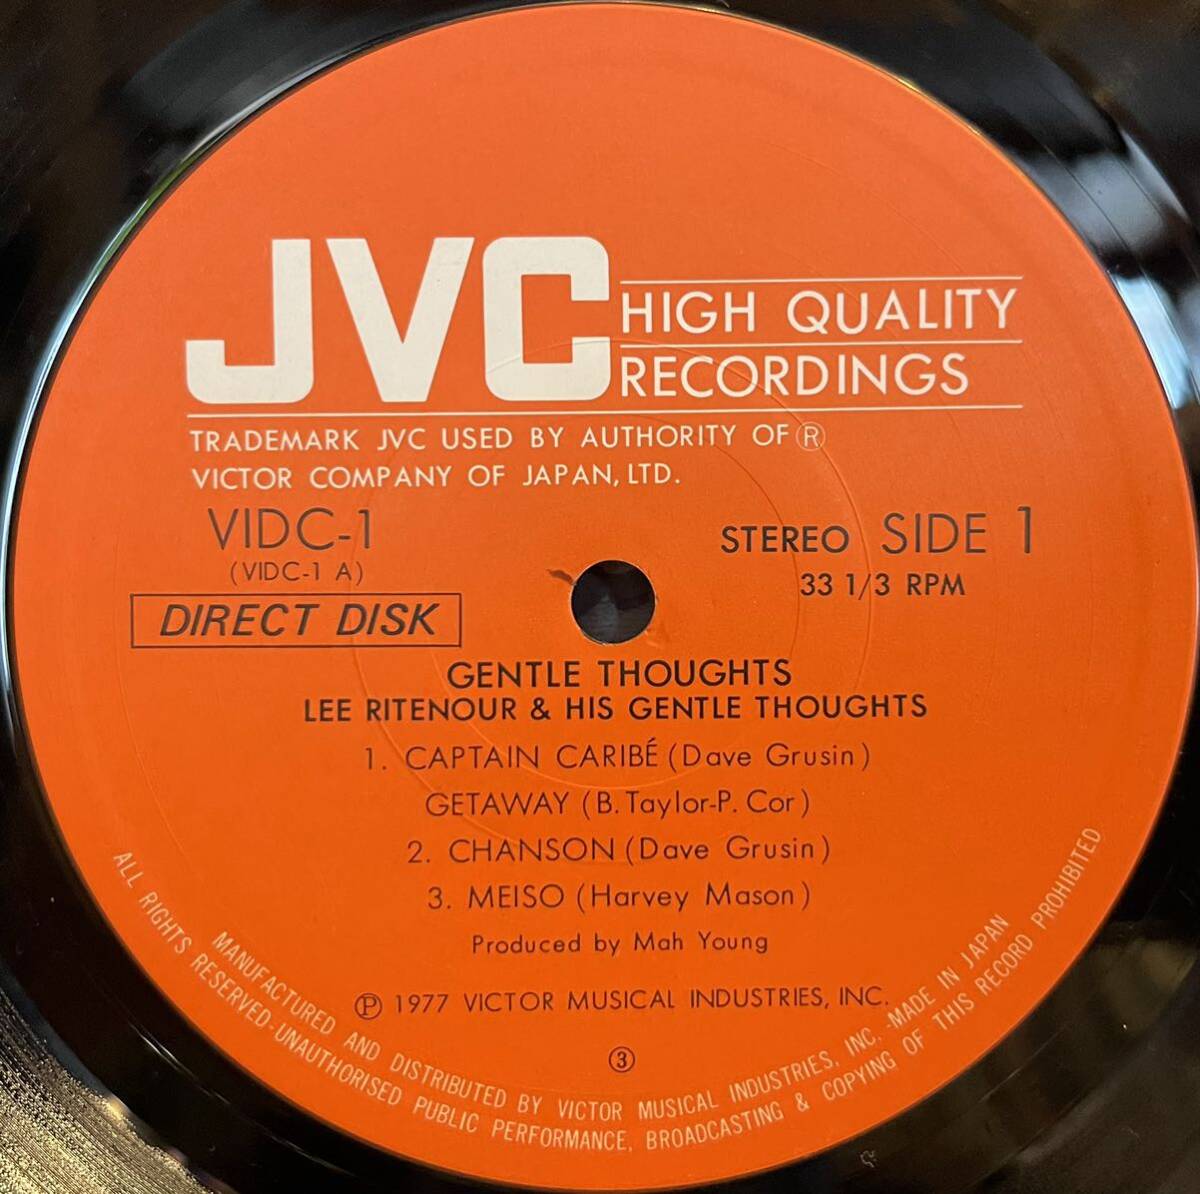 JVC HIGH QUALITY
RECORDINGS
TRADEMARK JVC USED BY AUTHORITY OF Ⓡ
VICTOR COMPANY OF JAPAN, LTD.
VIDC-1
(VIDC-1 A)
DIRECT DISK
STEREO SIDE 1
33 1/3 RPM
GENTLE THOUGHTS
LEE RITENOUR & HIS GENTLE THOUGHTS
1. CAPTAIN CARIBÉ (Dave Grusin)
GETAWAY (B. Taylor-P. Cor)
2. CHANSON (Dave Grusin)
3. MEISO (Harvey Mason)
Produced by Mah Young
Ⓟ 1977 VICTOR MUSICAL INDUSTRIES, INC.
③
MANUFACTURED AND DISTRIBUTED BY VICTOR MUSICAL INDUSTRIES, INC.-MADE IN JAPAN
ALL RIGHTS RESERVED-UNAUTHORISED PUBLIC PERFORMANCE, BROADCASTING & COPYING OF THIS RECORD PROHIBITED